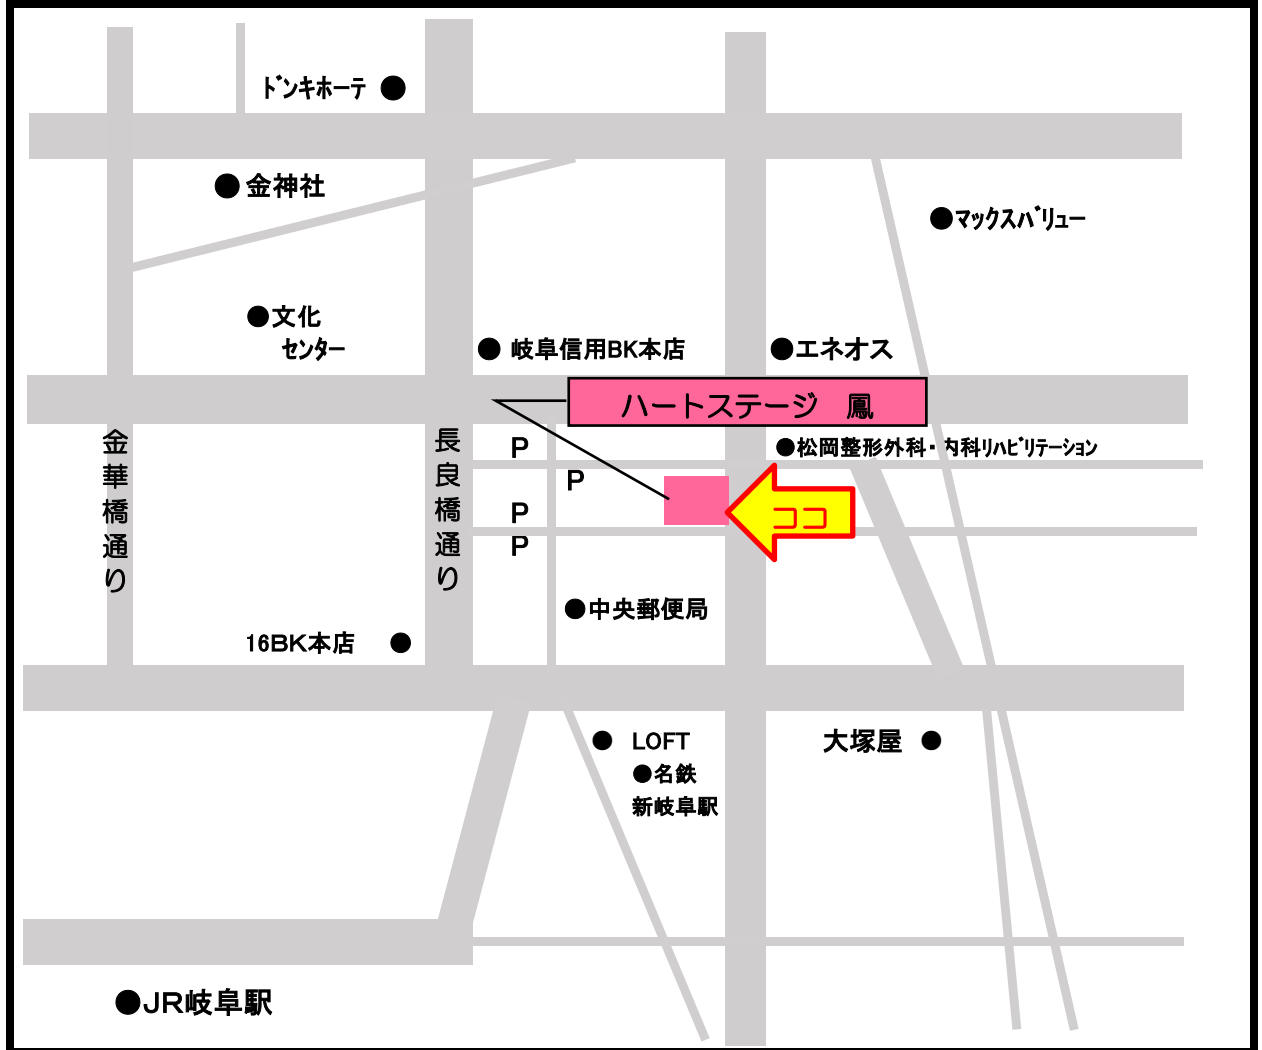 ﾄﾞﾝｷﾎｰﾃ ●
●金神社
●マックスバリュー
●文化
センター
● 岐阜信用BK本店
●エネオス
ハートステージ 鳳
金華橋通り
長良橋通り
P
●松岡整形外科・内科ﾘﾊﾋﾞﾘﾃｰｼｮﾝ
P
P
ココ
P
●中央郵便局
16BK本店 ●
● LOFT
大塚屋 ●
●名鉄
新岐阜駅
●JR岐阜駅